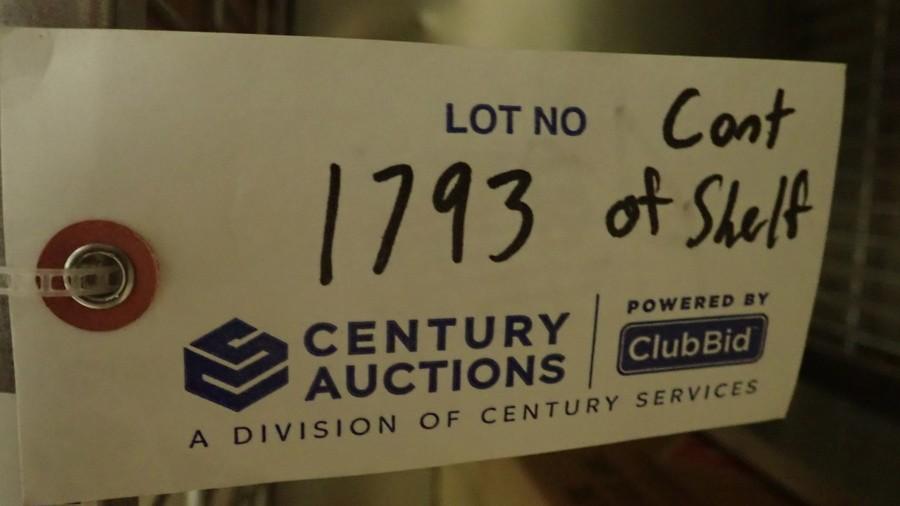 LOT NO
1793
Cont
of Shelf
CENTURY
AUCTIONS
POWERED BY
ClubBid
A DIVISION OF CENTURY SERVICES